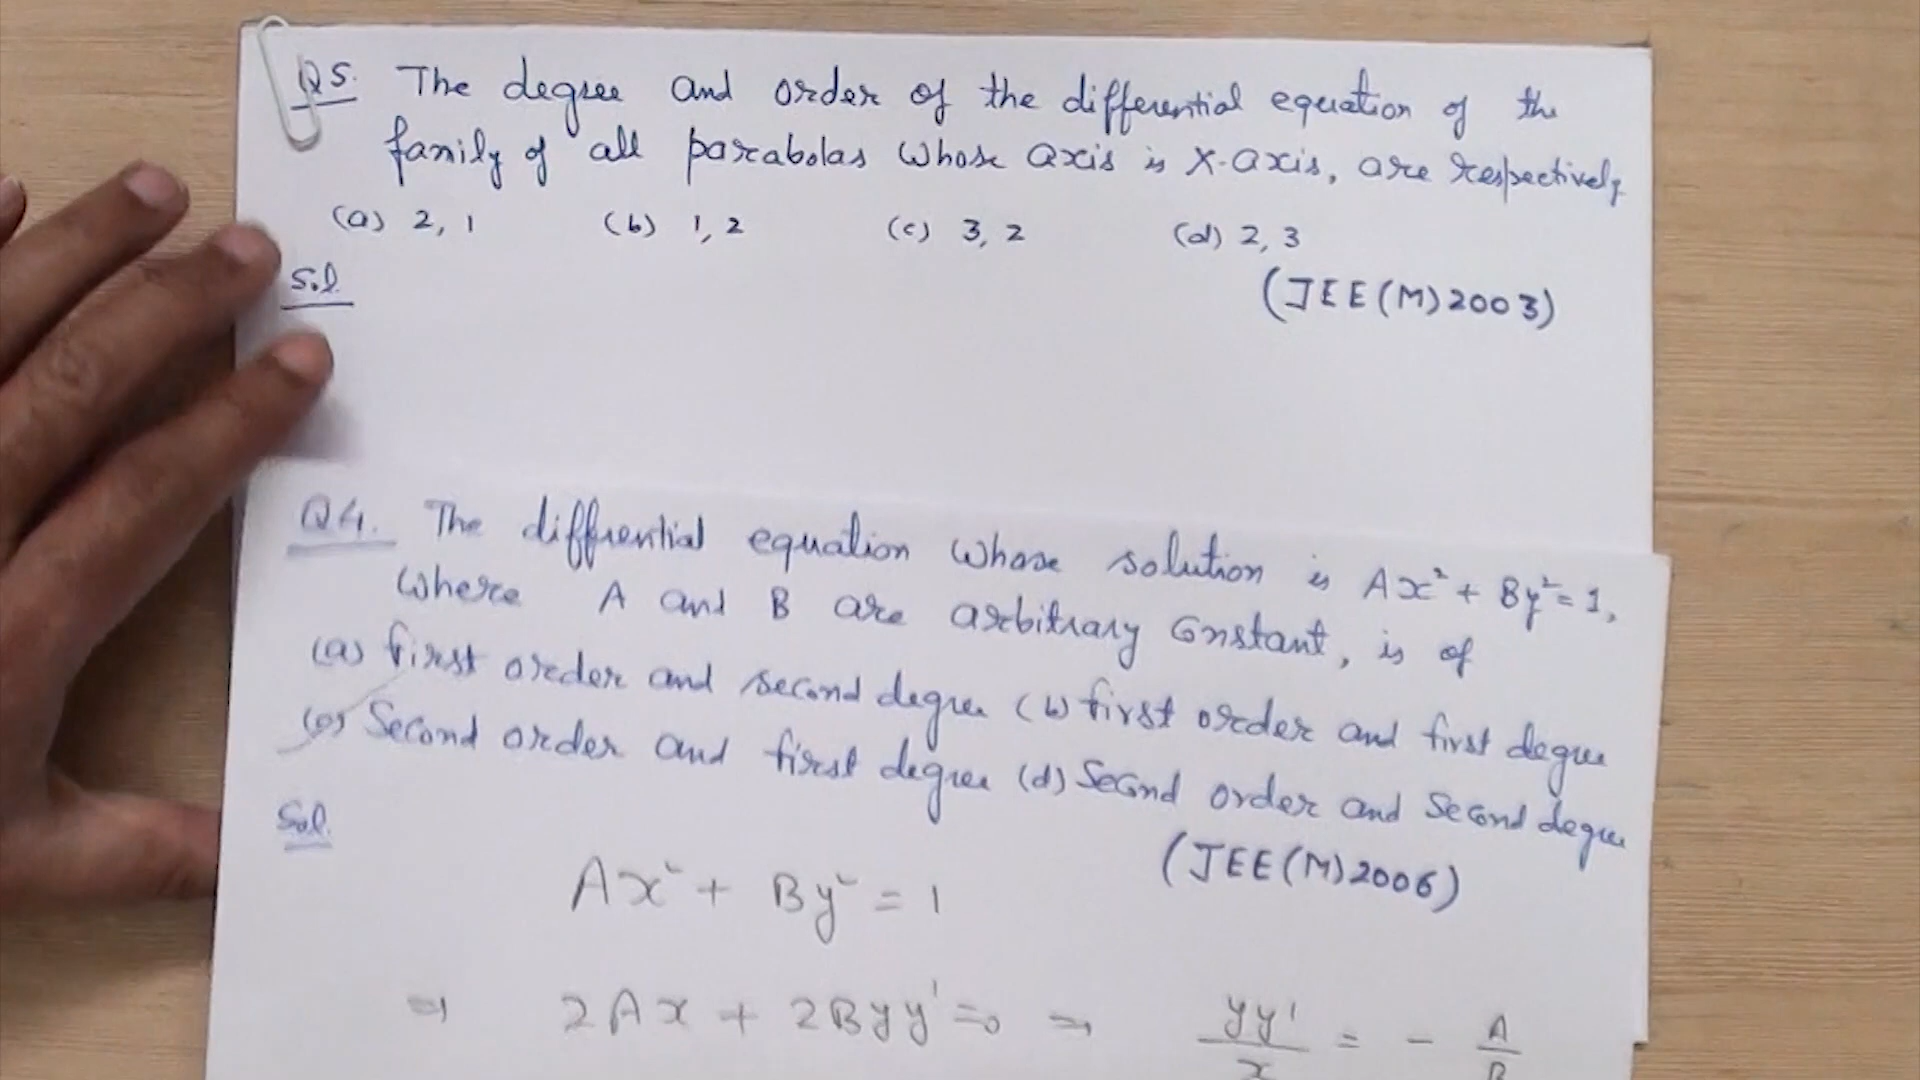 Q5. The degree and order of the differential equation of the
family of all parabolas whose axis is X-axis, are respectively
(a) 2, 1 (b) 1, 2 (c) 3, 2 (d) 2, 3
Sol.
(JEE(M)2003)
Q4. The diffrential equation whose solution is Ax² + By² = 1,
where A and B are arbitrary constant, is of
(a) first order and second degree (b) first order and first degree
(c) Second order and first degree (d) Second order and second degree
Sol.
(JEE(M)2006)
Ax² + By² = 1
⇒ 2Ax + 2Byy' = 0 ⇒ yy'/x = - A/B